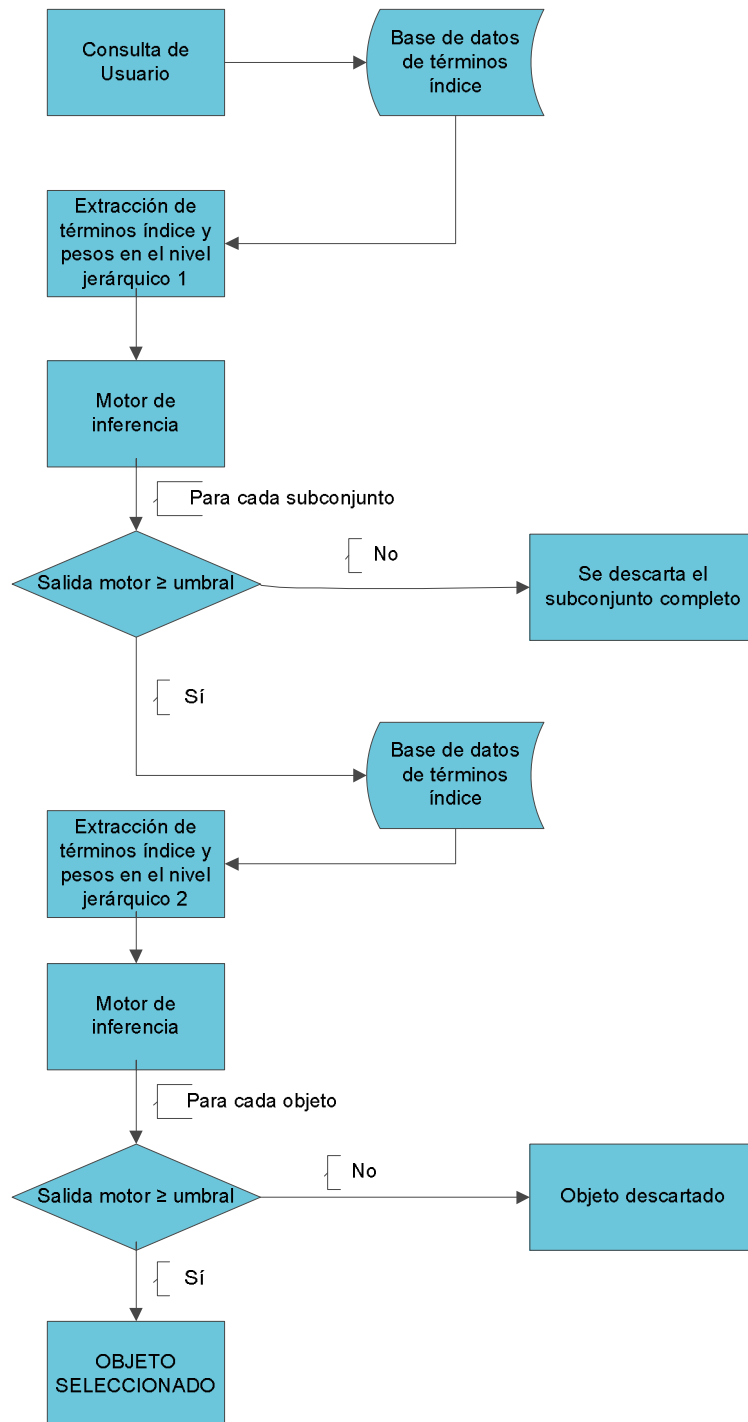 Consulta de
Usuario
Base de datos
de términos
índice
Extracción de
términos índice y
pesos en el nivel
jerárquico 1
Motor de
inferencia
Para cada subconjunto
Salida motor ≥ umbral
No
Se descarta el
subconjunto completo
Sí
Base de datos
de términos
índice
Extracción de
términos índice y
pesos en el nivel
jerárquico 2
Motor de
inferencia
Para cada objeto
Salida motor ≥ umbral
No
Objeto descartado
Sí
OBJETO
SELECCIONADO